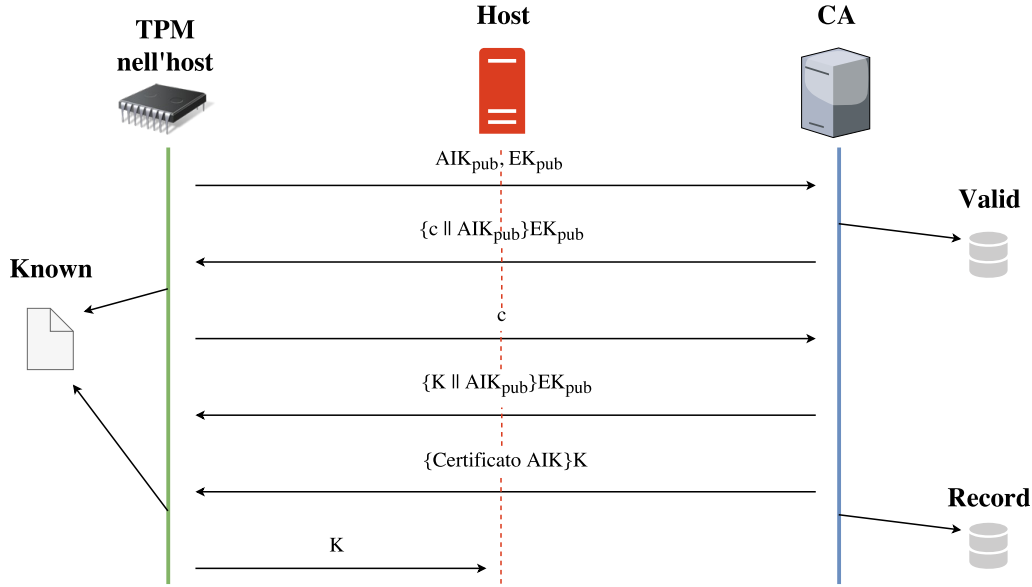 TPM
nell'host
Host
CA
AIKpub, EKpub
Valid
{c || AIKpub}EKpub
Known
c
{K || AIKpub}EKpub
{Certificato AIK}K
Record
K